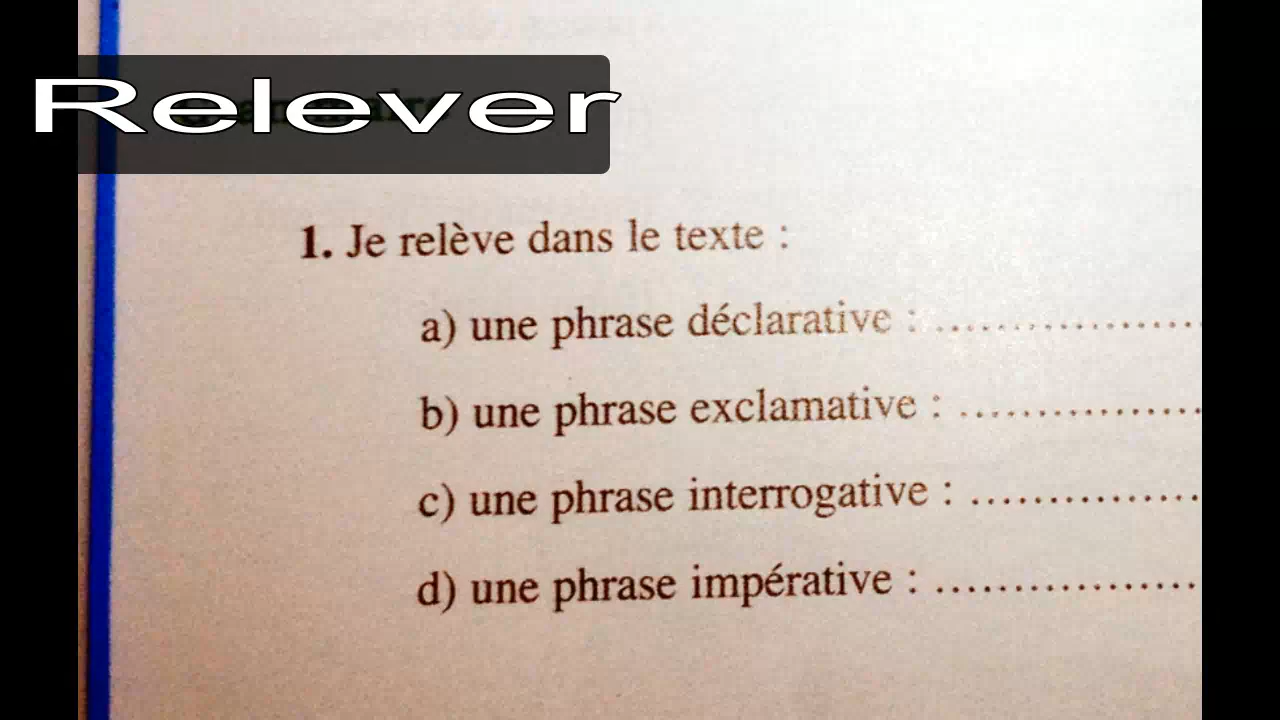 Relever
1. Je relève dans le texte :
a) une phrase déclarative : ..................
b) une phrase exclamative : ................
c) une phrase interrogative : ...............
d) une phrase impérative : ..................